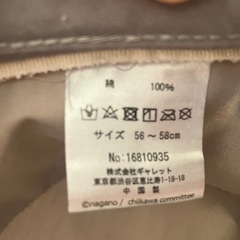 綿 100%
サイズ 56～58cm
No:16810935
株式会社ギャレット
東京都渋谷区恵比寿1-18-18
中国製
©nagano / chiikawa committee